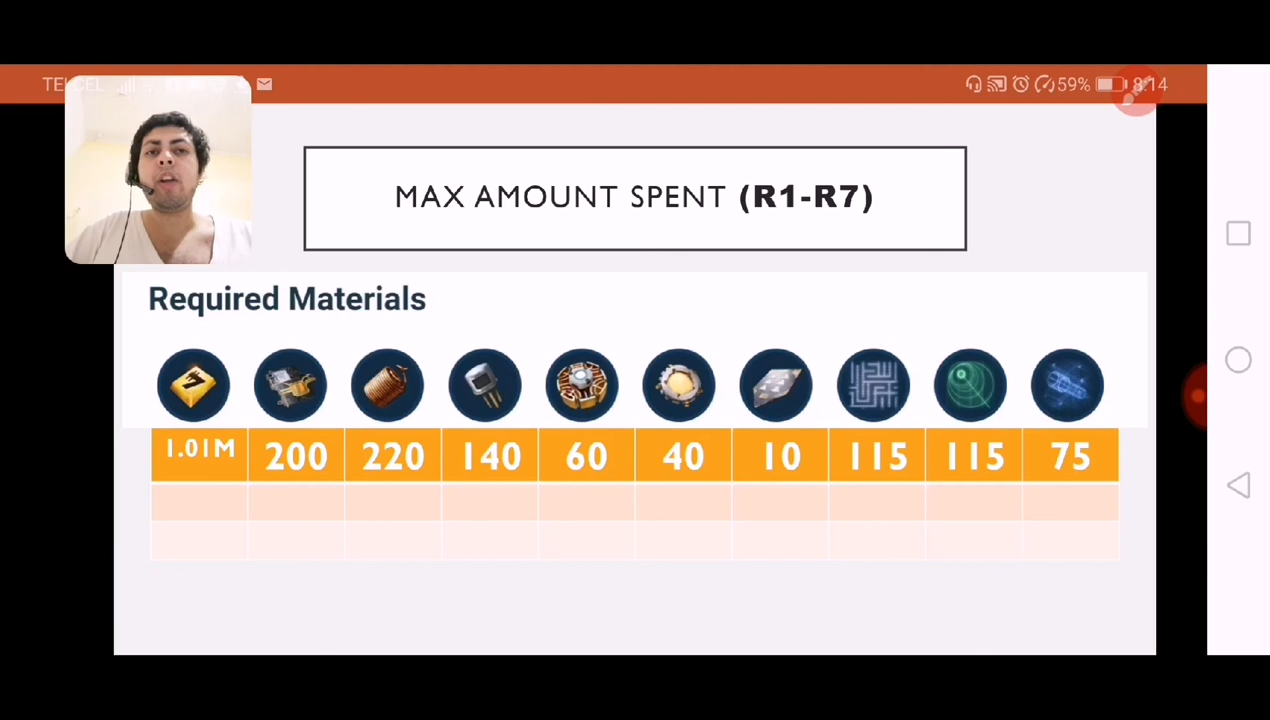 TELCEL
59% 8:14
MAX AMOUNT SPENT (R1-R7)
Required Materials
7
1.01M 200 220 140 60 40 10 115 115 75